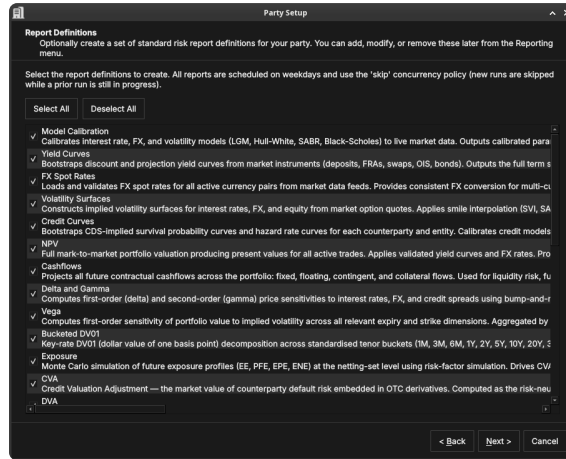 Party Setup
Report Definitions
Optionally create a set of standard risk report definitions for your party. You can add, modify, or remove these later from the Reporting
menu.
Select the report definitions to create. All reports are scheduled on weekdays and use the 'skip' concurrency policy (new runs are skipped
while a prior run is still in progress).
Select All
Deselect All
Model Calibration
Calibrates interest rate, FX, and volatility models (LGM, Hull-White, SABR, Black-Scholes) to live market data. Outputs calibrated para
Yield Curves
Bootstraps discount and projection yield curves from market instruments (deposits, FRAs, swaps, OIS, bonds). Outputs the full term s
FX Spot Rates
Loads and validates FX spot rates for all active currency pairs from market data feeds. Provides consistent FX conversion for multi-cu
Volatility Surfaces
Constructs implied volatility surfaces for interest rates, FX, and equity from market option quotes. Applies smile interpolation (SVI, SA
Credit Curves
Bootstraps CDS-implied survival probability curves and hazard rate curves for each counterparty and entity. Calibrates credit models
NPV
Full mark-to-market portfolio valuation producing present values for all active trades. Applies validated yield curves and FX rates. Pro
Cashflows
Projects all future contractual cashflows across the portfolio: fixed, floating, contingent, and collateral flows. Used for liquidity risk, fu
Delta and Gamma
Computes first-order (delta) and second-order (gamma) price sensitivities to interest rates, FX, and credit spreads using bump-and-r
Vega
Computes first-order sensitivity of portfolio value to implied volatility across all relevant expiry and strike dimensions. Aggregated by
Bucketed DV01
Key-rate DV01 (dollar value of one basis point) decomposition across standardised tenor buckets (1M, 3M, 6M, 1Y, 2Y, 5Y, 10Y, 20Y, 3
Exposure
Monte Carlo simulation of future exposure profiles (EE, PFE, EPE, ENE) at the netting-set level using risk-factor simulation. Drives CVA
CVA
Credit Valuation Adjustment — the market value of counterparty default risk embedded in OTC derivatives. Computed as the risk-neu
DVA
< Back
Next >
Cancel